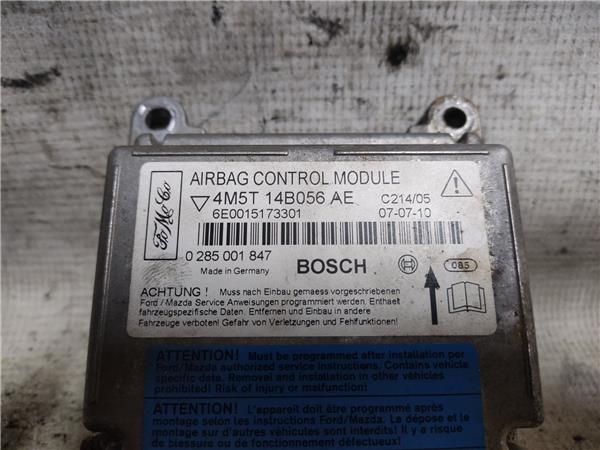 FoMoCo
AIRBAG CONTROL MODULE
4M5T 14B056 AE
C214/05
6E0015173301
07-07-10
0 285 001 847
Made in Germany
BOSCH
085
ACHTUNG ! Muss nach Einbau gemaess vorgeschriebenen
Ford / Mazda Service Anweisungen programmiert werden. Enthaet
fahrzeugspezifische Daten. Entfernen und Einbau in andere
Fahrzeuge verboten! Gefahr von Verletzungen und Fehlfunktionen!
ATTENTION! Must be programmed after installation per
Ford/Mazda authorized service instructions. Contains vehicle
specific data. Removal and installation in other vehicles
prohibited! Risk of injury or malfunction!
ATTENTION! L'appareil doit être programmé après
montage selon les instructions Ford/Mazda. Le dépose et le
montage sur d'autres véhicules sont interdits! Il y a risque
de blessure ou de fonctionnement défectueux!